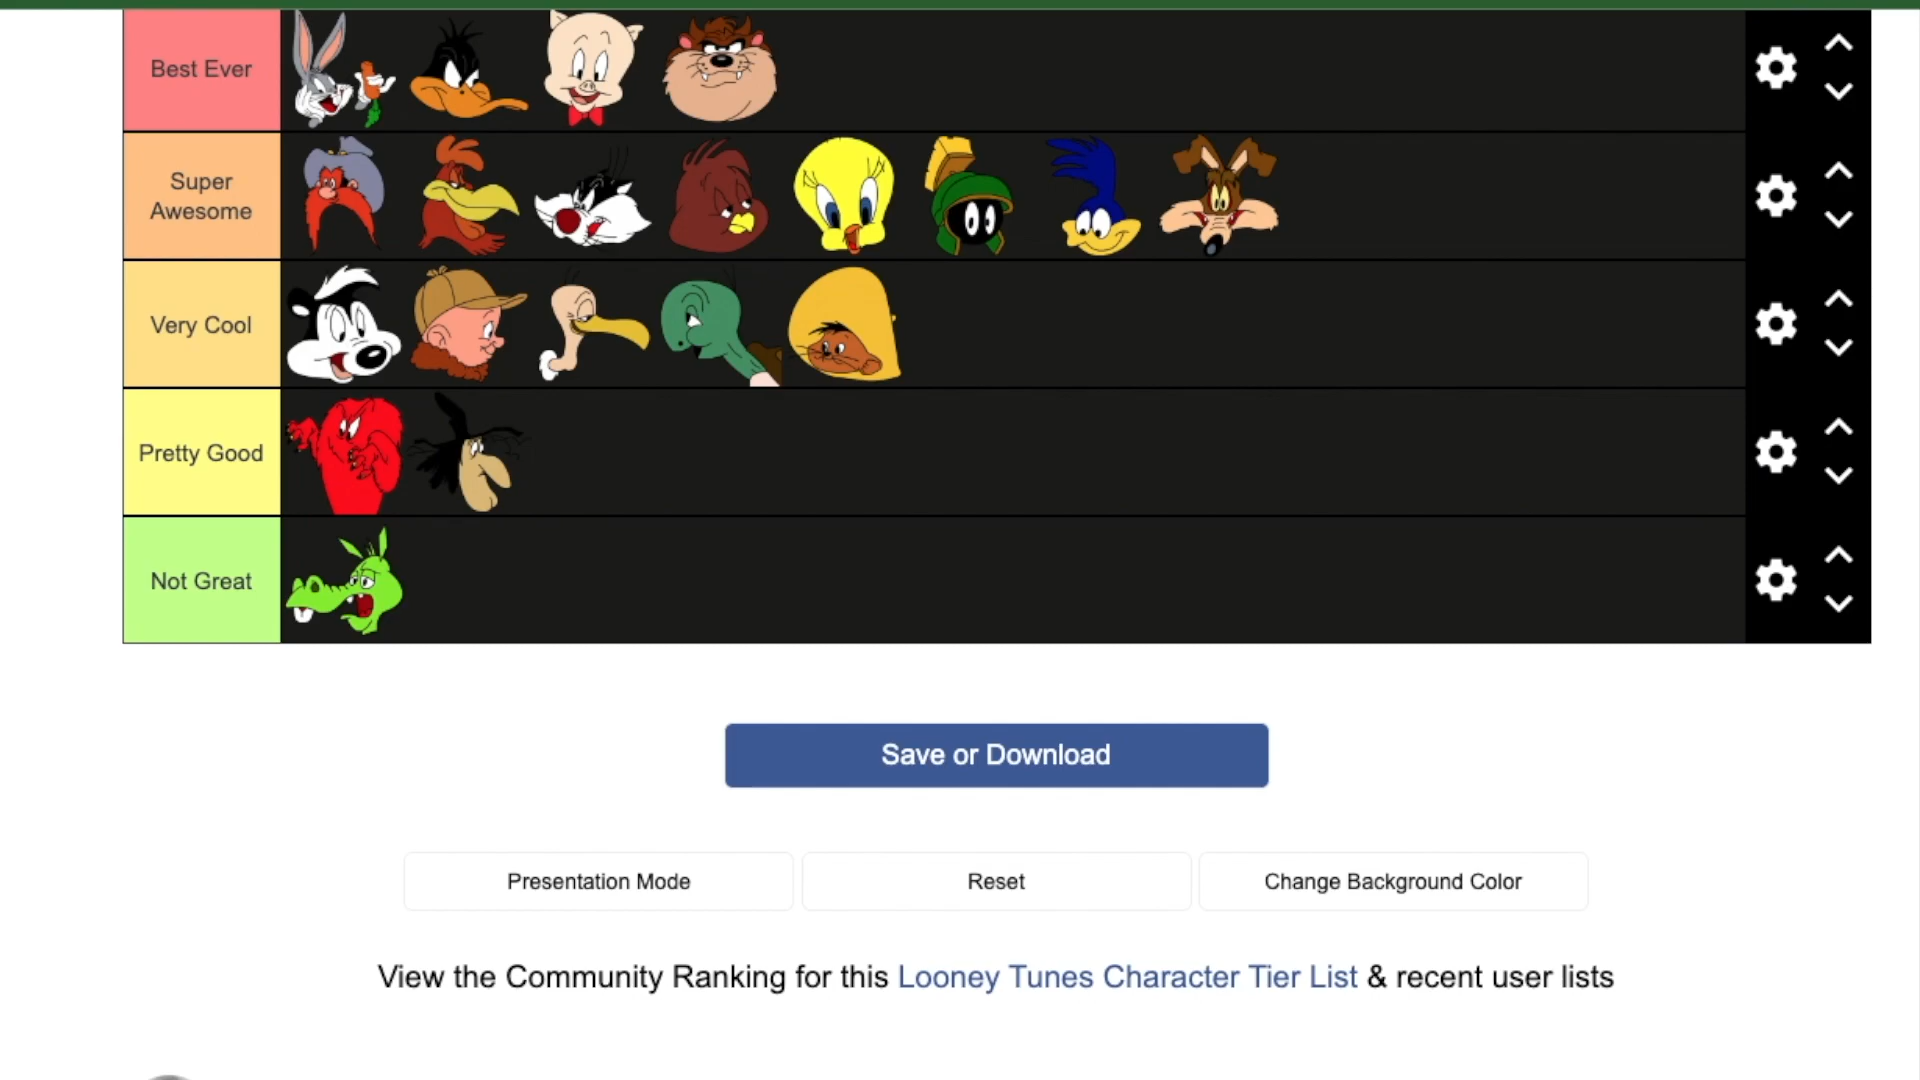 Best Ever
Super
Awesome
Very Cool
Pretty Good
Not Great
Save or Download
Presentation Mode
Reset
Change Background Color
View the Community Ranking for this Looney Tunes Character Tier List & recent user lists